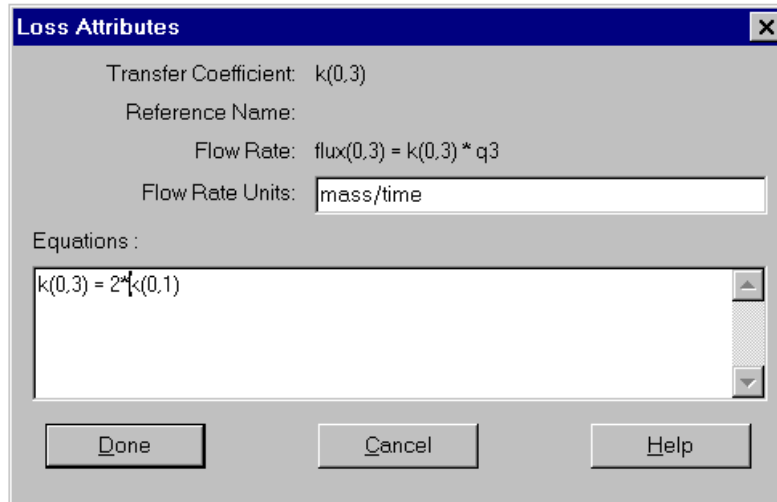 Loss Attributes
Transfer Coefficient: k(0,3)
Reference Name:
Flow Rate: flux(0,3) = k(0,3) * q3
Flow Rate Units: mass/time
Equations :
k(0,3) = 2*k(0,1)
Done Cancel Help